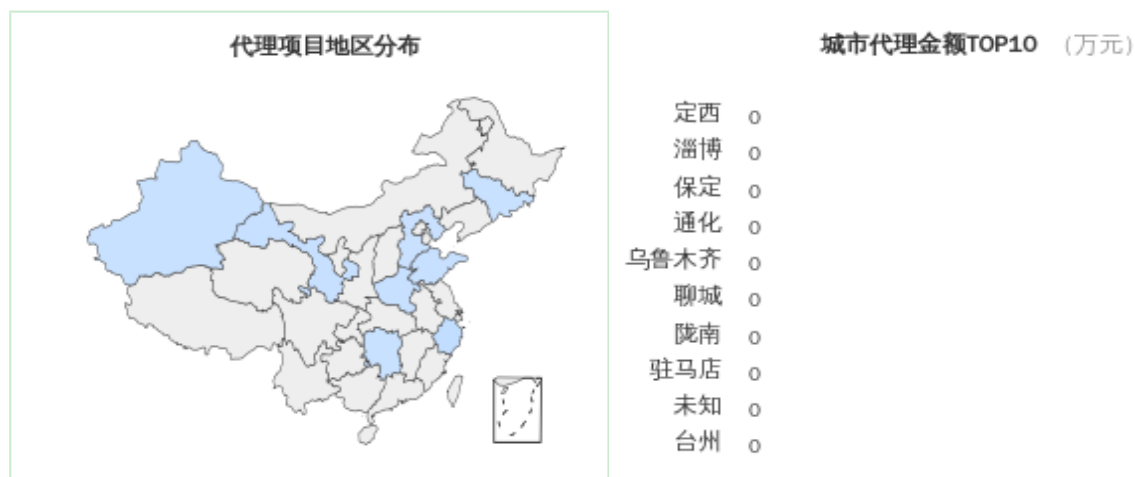 代理项目地区分布
城市代理金额TOP10 （万元）
定西 0
淄博 0
保定 0
通化 0
乌鲁木齐 0
聊城 0
陇南 0
驻马店 0
未知 0
台州 0